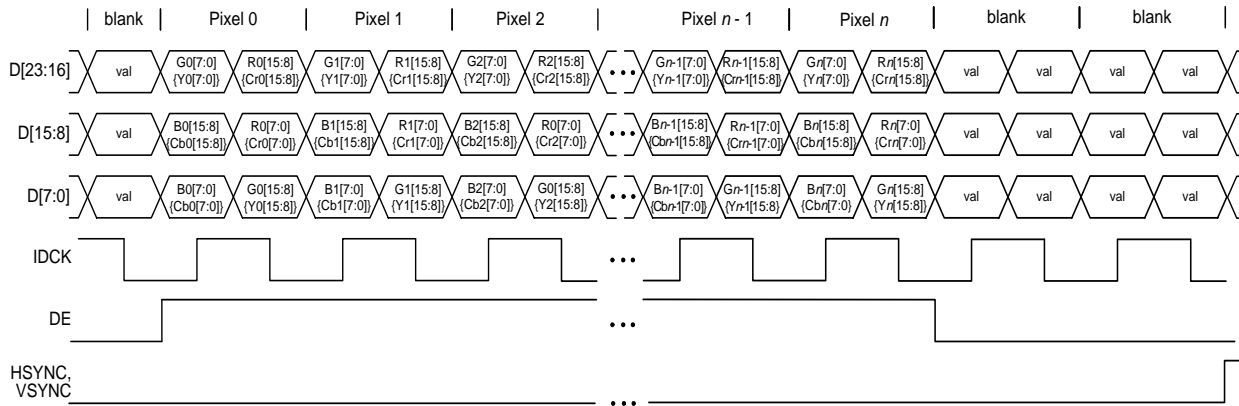 blank Pixel 0 Pixel 1 Pixel 2 Pixel n - 1 Pixel n blank blank
D[23:16] val G0[7:0] R0[15:8] G1[7:0] R1[15:8] G2[7:0] R2[15:8] ... Gn-1[7:0] Rn-1[15:8] Gn[7:0] Rn[15:8] val val val val
{Y0[7:0]} {Cr0[15:8]} {Y1[7:0]} {Cr1[15:8]} {Y2[7:0]} {Cr2[15:8]} {Yn-1[7:0]} {Crn-1[15:8]} {Yn[7:0]} {Crn[15:8]}
D[15:8] val B0[15:8] R0[7:0] B1[15:8] R1[7:0] B2[15:8] R0[7:0] ... Bn-1[15:8] Rn-1[7:0] Bn[15:8] Rn[7:0] val val val val
{Cb0[15:8]} {Cr0[7:0]} {Cb1[15:8]} {Cr1[7:0]} {Cb2[15:8]} {Cr2[7:0]} {Cbn-1[15:8]} {Crn-1[7:0]} {Cbn[15:8]} {Crn[7:0]}
D[7:0] val B0[7:0] G0[15:8] B1[7:0] G1[15:8] B2[7:0] G0[15:8] ... Bn-1[7:0] Gn-1[15:8] Bn[7:0] Gn[15:8] val val val val
{Cb0[7:0]} {Y0[15:8]} {Cb1[7:0]} {Y1[15:8]} {Cb2[7:0]} {Y2[15:8]} {Cbn-1[7:0]} {Yn-1[15:8} {Cbn[7:0} {Yn[15:8]}
IDCK ...
DE ...
HSYNC,
VSYNC ...